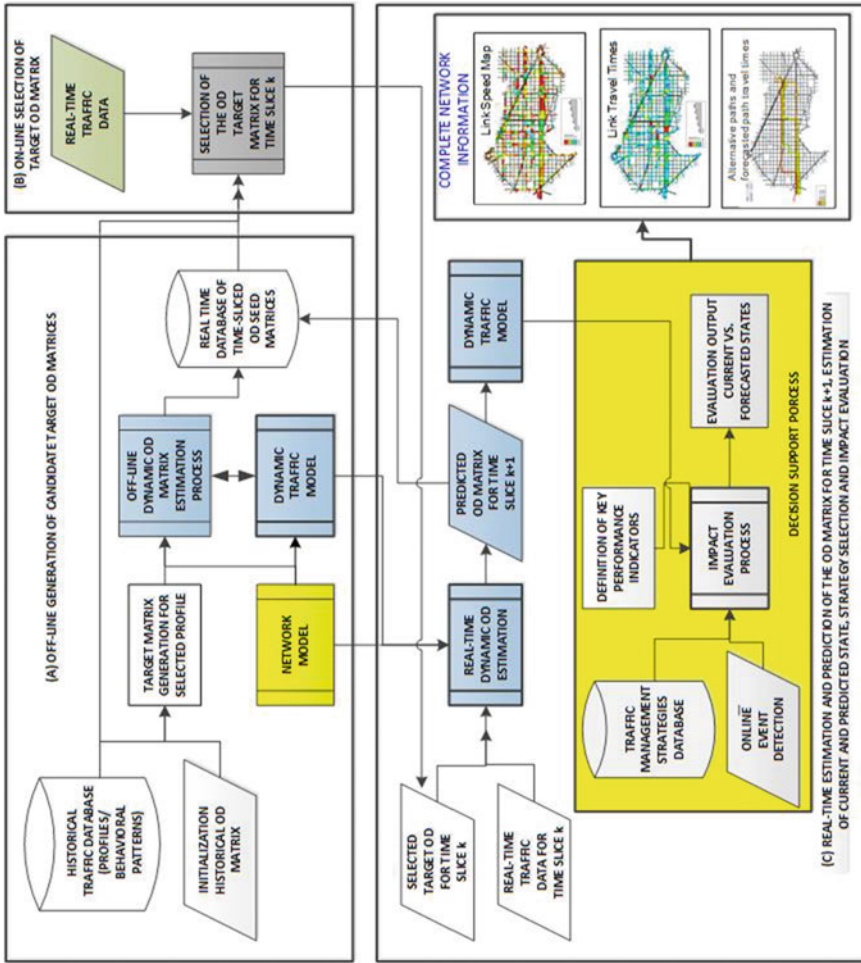 (A) OFF-LINE GENERATION OF CANDIDATE TARGET OD MATRICES
HISTORICAL
TRAFFIC DATABASE
(PROFILES/
BEHAVIORAL
PATTERNS)
INITIALIZATION
HISTORICAL OD
MATRIX
TARGET MATRIX
GENERATION FOR
SELECTED PROFILE
NETWORK
MODEL
OFF-LINE
DYNAMIC OD
MATRIX
ESTIMATION
PROCESS
DYNAMIC
TRAFFIC MODEL
REAL TIME
DATABASE OF
TIME-SLICED
OD SEED
MATRICES
(B) ON-LINE SELECTION OF
TARGET OD MATRIX
REAL-TIME
TRAFFIC
DATA
SELECTION OF
THE OD
TARGET
MATRIX FOR
TIME SLICE k
SELECTED
TARGET OD
FOR TIME
SLICE k
REAL-TIME
TRAFFIC
DATA FOR
TIME SLICE k
REAL-TIME
DYNAMIC OD
ESTIMATION
PREDICTED
OD MATRIX
FOR TIME
SLICE k+1
DYNAMIC
TRAFFIC
MODEL
COMPLETE NETWORK
INFORMATION
Link Speed Map
Link Travel Times
Alternative paths and
forecasted path travel times
TRAFFIC
MANAGEMENT
STRATEGIES
DATABASE
ONLINE
EVENT
DETECTION
DEFINITION OF KEY
PERFORMANCE
INDICATORS
IMPACT
EVALUATION
PROCESS
EVALUATION OUTPUT
CURRENT VS.
FORECASTED STATES
DECISION SUPPORT PORCESS
(C) REAL-TIME ESTIMATION AND PREDICTION OF THE OD MATRIX FOR TIME SLICE k+1, ESTIMATION
OF CURRENT AND PREDICTED STATE, STRATEGY SELECTION AND IMPACT EVALUATION